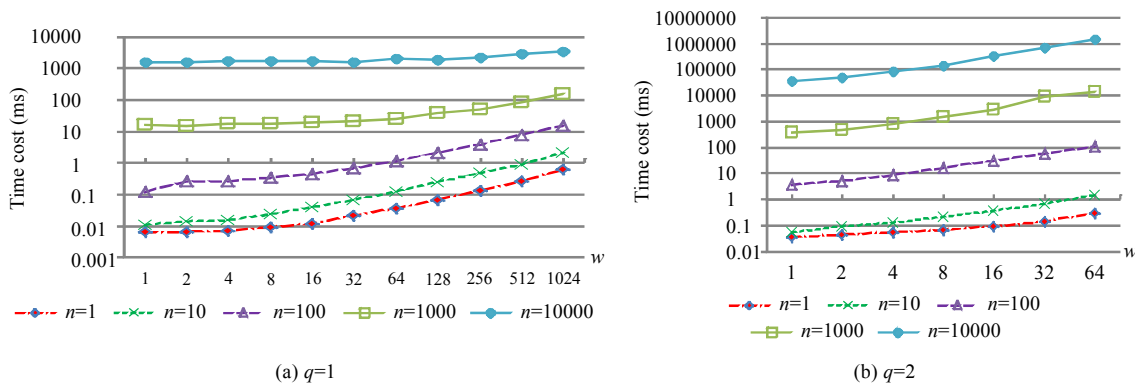 Time cost (ms)
10000
1000
100
10
1
0.1
0.01
0.001
1 2 4 8 16 32 64 128 256 512 1024
w
n=1 n=10 n=100 n=1000 n=10000
(a) q=1
Time cost (ms)
10000000
1000000
100000
10000
1000
100
10
1
0.1
0.01
1 2 4 8 16 32 64
w
n=1 n=10 n=100
n=1000 n=10000
(b) q=2